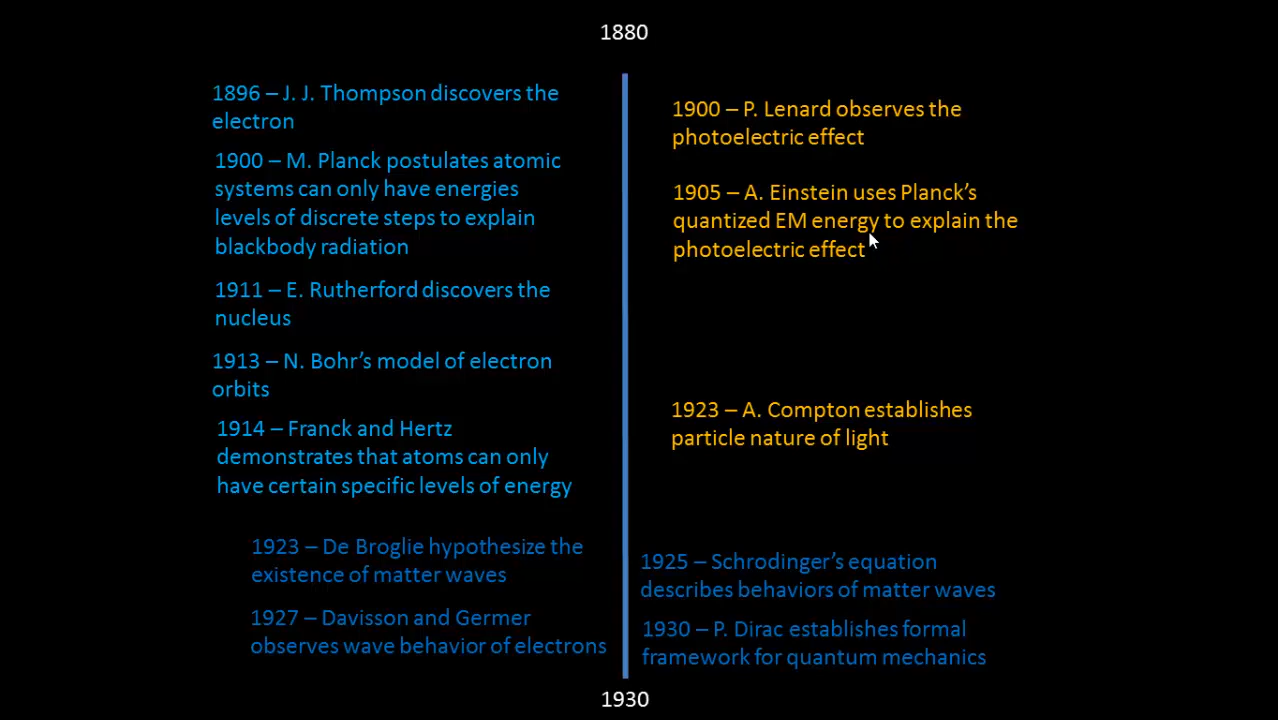 1880
1896 – J. J. Thompson discovers the
electron
1900 – M. Planck postulates atomic
systems can only have energies
levels of discrete steps to explain
blackbody radiation
1911 – E. Rutherford discovers the
nucleus
1913 – N. Bohr's model of electron
orbits
1914 – Franck and Hertz
demonstrates that atoms can only
have certain specific levels of energy
1923 – De Broglie hypothesize the
existence of matter waves
1927 – Davisson and Germer
observes wave behavior of electrons
1900 – P. Lenard observes the
photoelectric effect
1905 – A. Einstein uses Planck's
quantized EM energy to explain the
photoelectric effect
1923 – A. Compton establishes
particle nature of light
1925 – Schrodinger's equation
describes behaviors of matter waves
1930 – P. Dirac establishes formal
framework for quantum mechanics
1930